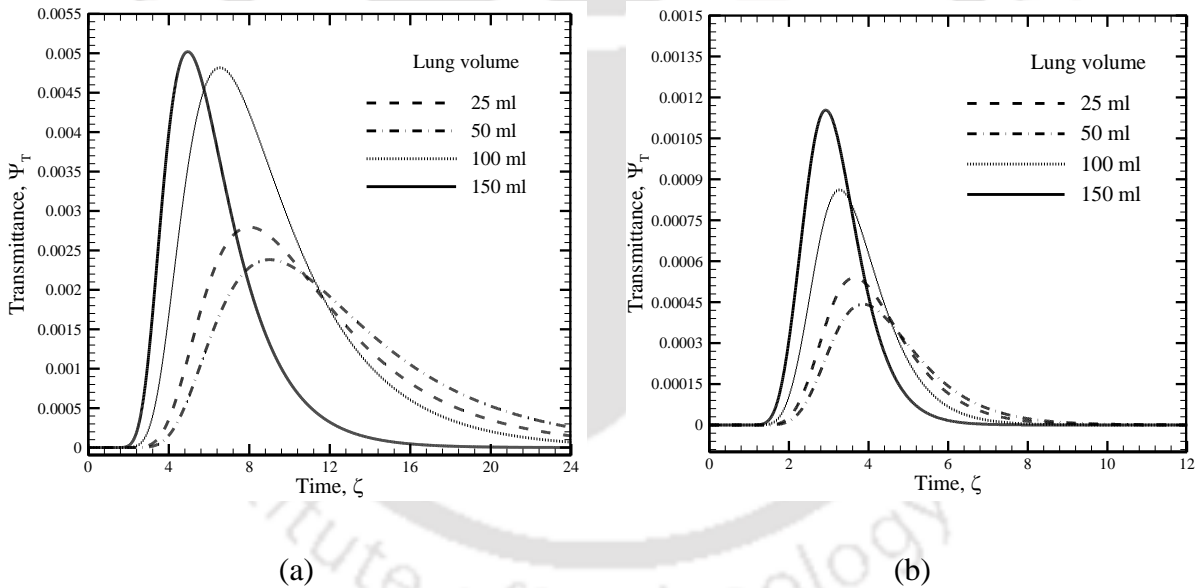 0.0055
0.005
0.0045
0.004
0.0035
0.003
0.0025
0.002
0.0015
0.001
0.0005
0
Transmittance, Ψ_T
Lung volume
25 ml
50 ml
100 ml
150 ml
0 4 8 12 16 20 24
Time, ζ
(a)
0.0015
0.00135
0.0012
0.00105
0.0009
0.00075
0.0006
0.00045
0.0003
0.00015
0
Transmittance, Ψ_T
Lung volume
25 ml
50 ml
100 ml
150 ml
0 2 4 6 8 10 12
Time, ζ
(b)